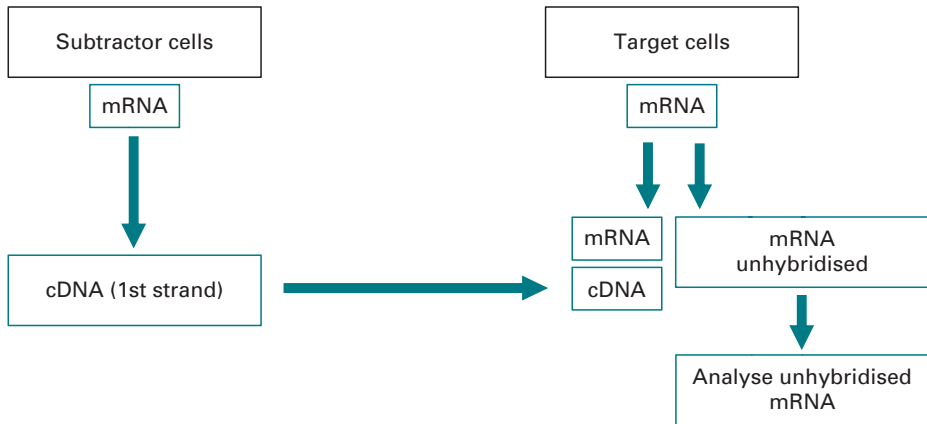 Subtractor cells
Target cells
mRNA
mRNA
mRNA
cDNA
mRNA
unhybridised
cDNA (1st strand)
Analyse unhybridised
mRNA